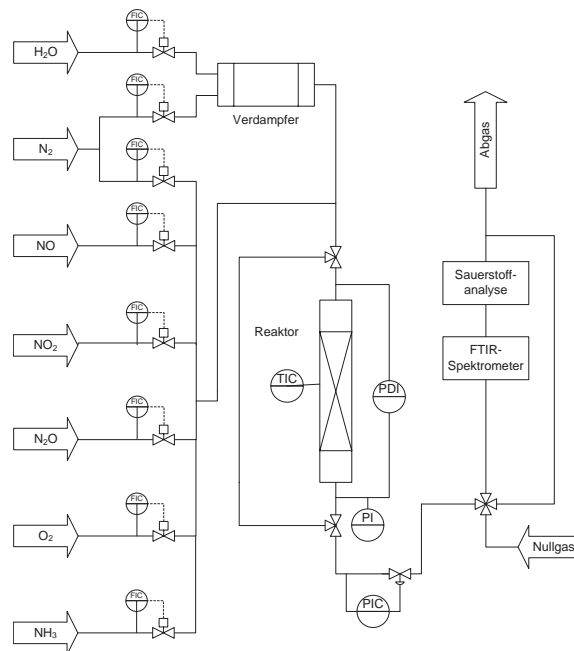 FIC
H₂O
FIC
Verdampfer
N₂
FIC
Abgas
FIC
NO
Sauerstoff-
analyse
FIC
NO₂
Reaktor
FTIR-
Spektrometer
TIC
PDI
FIC
N₂O
FIC
O₂
PI
Nullgas
PIC
FIC
NH₃